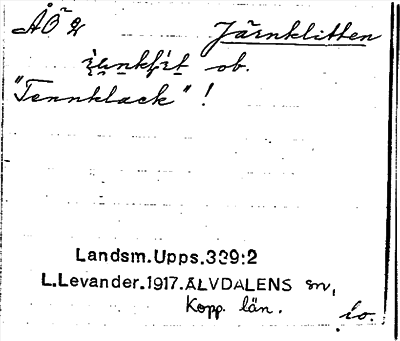 ÅÖ 2 Järnklitten
ob.
"Tennklack" !
Landsm.Upps.339:2
L.Levander.1917.ÄLVDALENS sn,
Kopp. län.